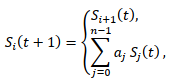 S_i(t + 1) = { S_{i+1}(t),
∑_{j=0}^{n-1} a_j S_j(t) ,